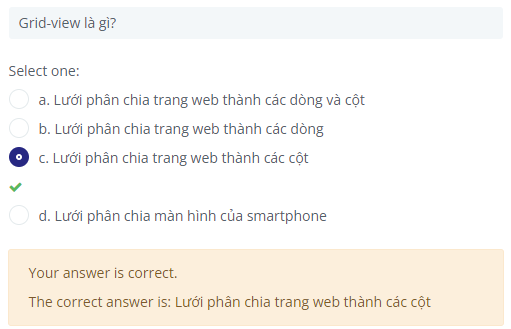 Grid-view là gì?
Select one:
a. Lưới phân chia trang web thành các dòng và cột
b. Lưới phân chia trang web thành các dòng
c. Lưới phân chia trang web thành các cột
d. Lưới phân chia màn hình của smartphone
Your answer is correct.
The correct answer is: Lưới phân chia trang web thành các cột